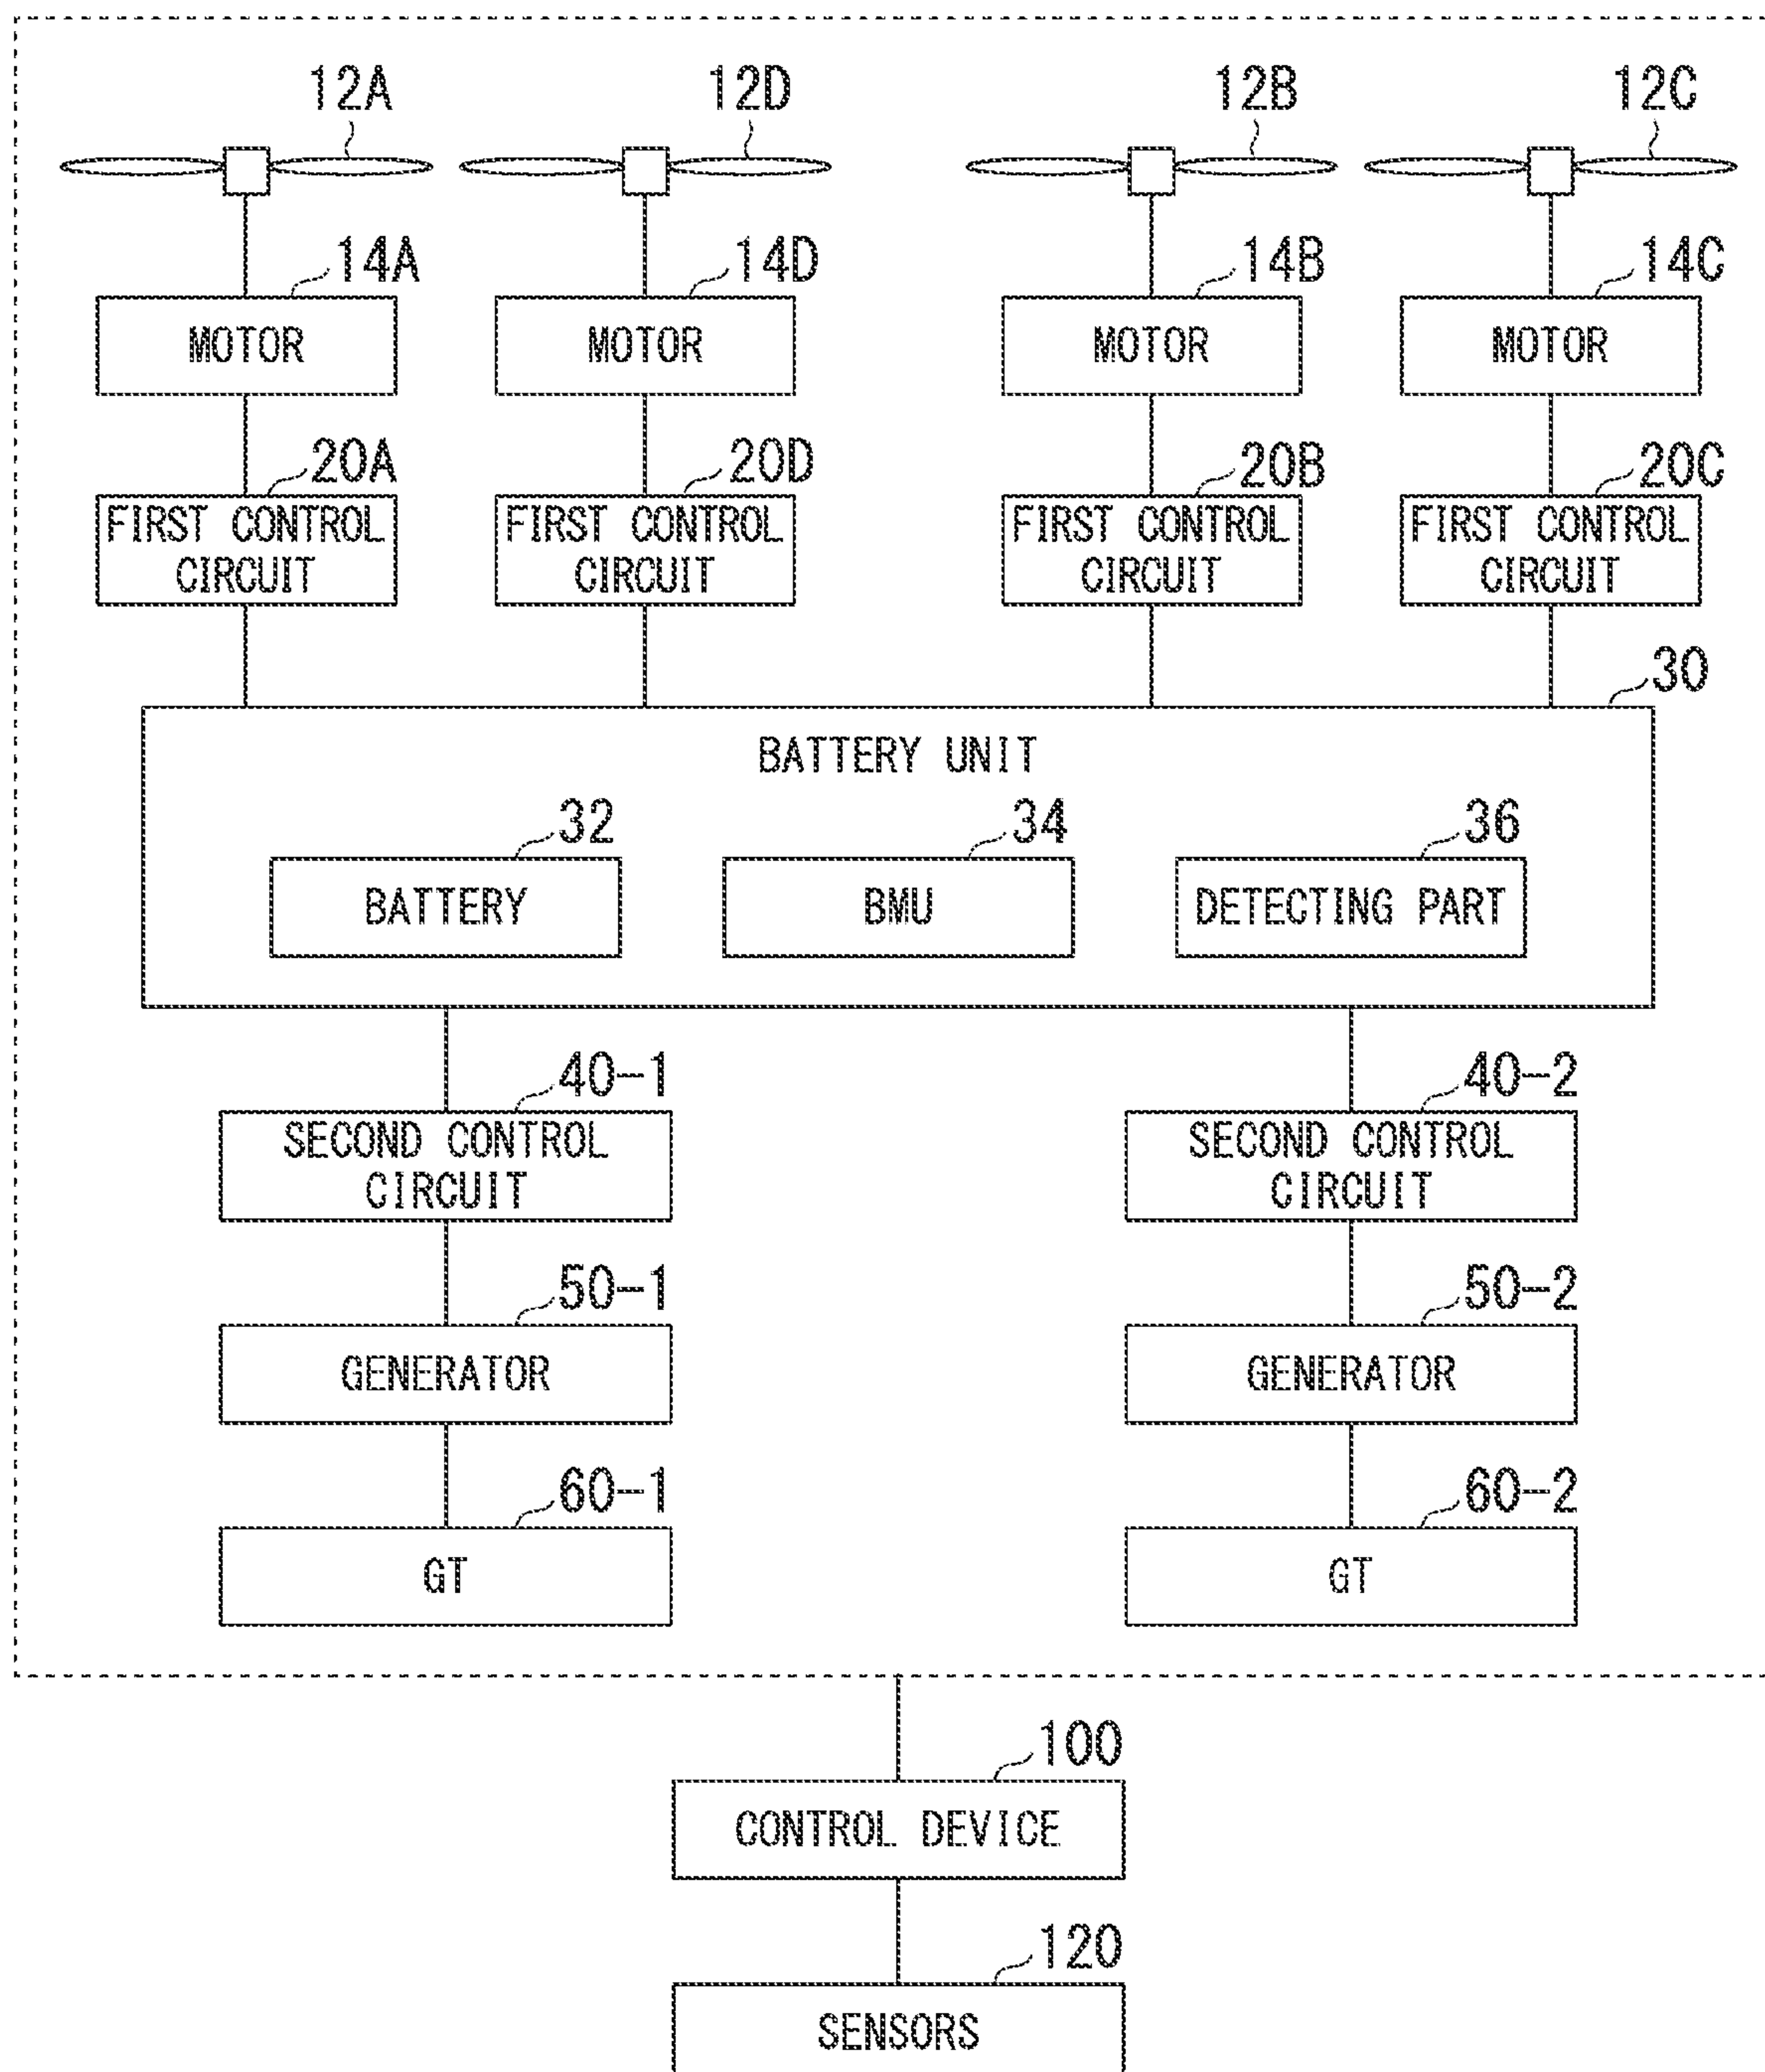 12A 12D 12B 12C
14A 14D 14B 14C
MOTOR MOTOR MOTOR MOTOR
20A 20D 20B 20C
FIRST CONTROL FIRST CONTROL FIRST CONTROL FIRST CONTROL
CIRCUIT CIRCUIT CIRCUIT CIRCUIT
30
BATTERY UNIT
32 34 36
BATTERY BMU DETECTING PART
40-1 40-2
SECOND CONTROL SECOND CONTROL
CIRCUIT CIRCUIT
50-1 50-2
GENERATOR GENERATOR
60-1 60-2
GT GT
100
CONTROL DEVICE
120
SENSORS